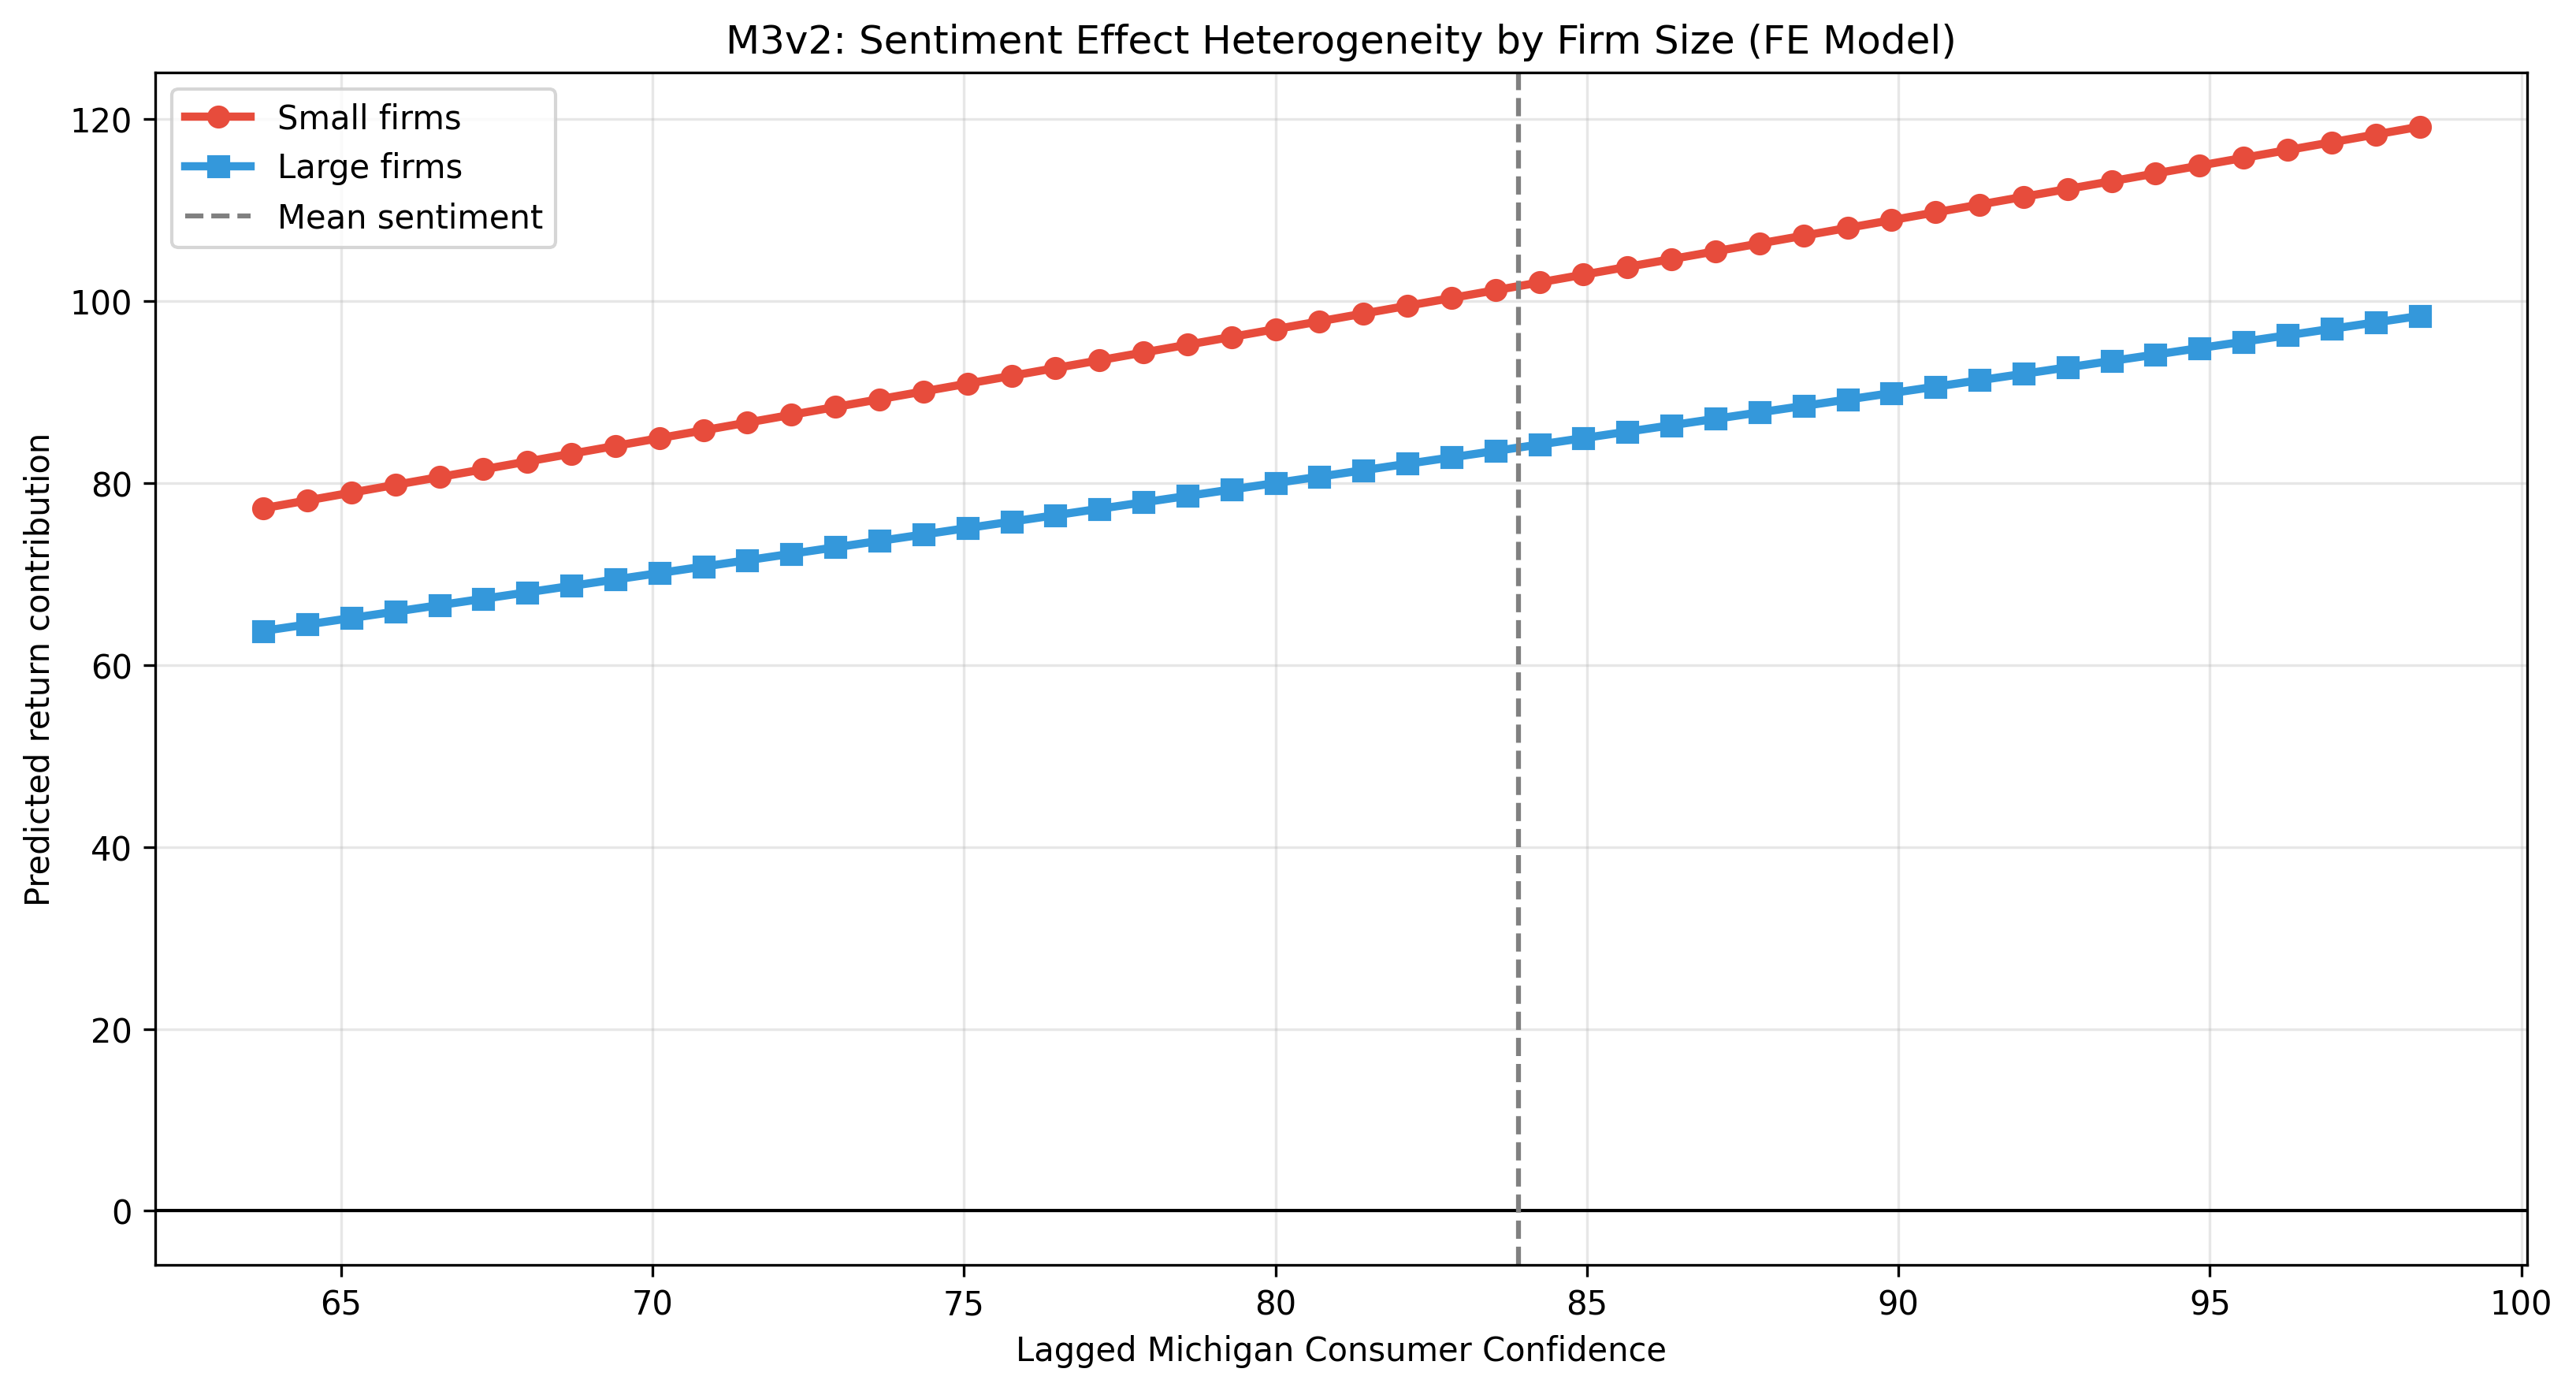 M3v2: Sentiment Effect Heterogeneity by Firm Size (FE Model)
Small firms
Large firms
Mean sentiment
Predicted return contribution
120
100
80
60
40
20
0
65 70 75 80 85 90 95 100
Lagged Michigan Consumer Confidence